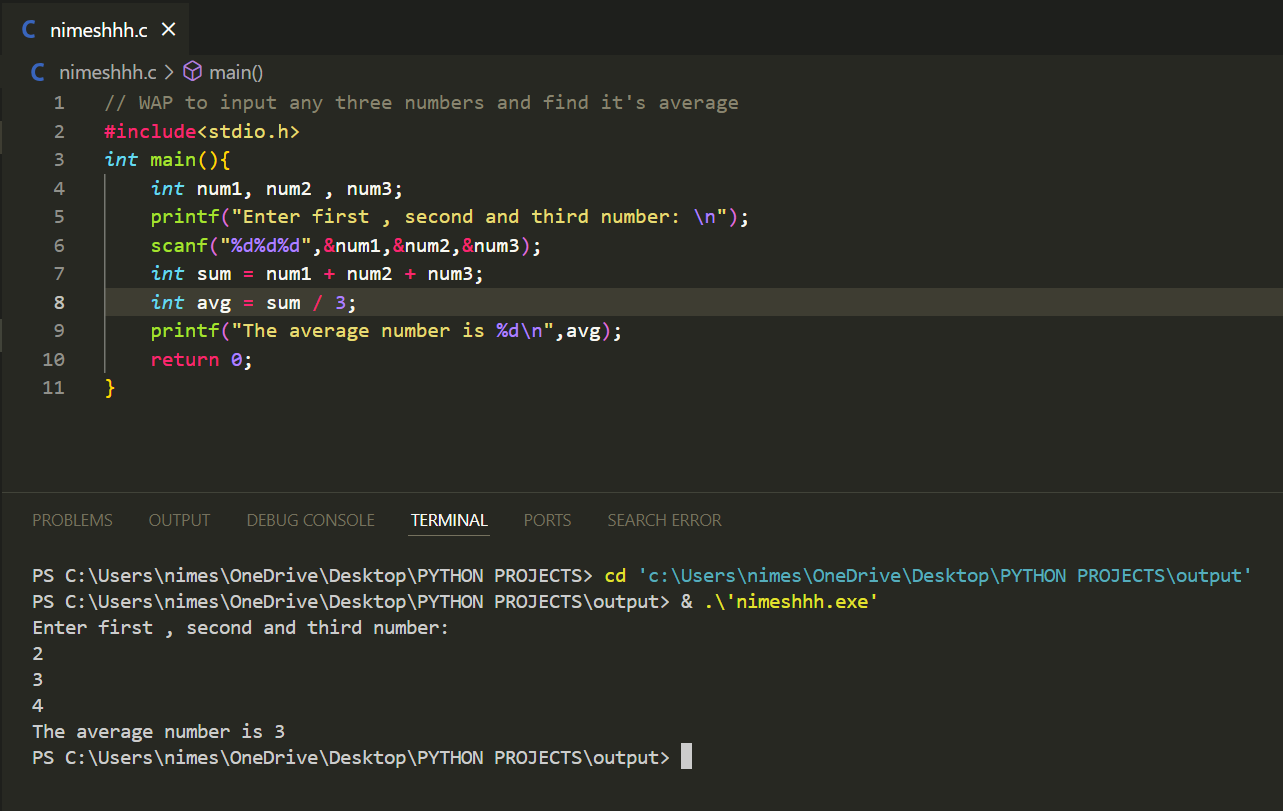 C nimeshhh.c ×
C nimeshhh.c > main()
1 // WAP to input any three numbers and find it's average
2 #include<stdio.h>
3 int main(){
4 int num1, num2 , num3;
5 printf("Enter first , second and third number: \n");
6 scanf("%d%d%d",&num1,&num2,&num3);
7 int sum = num1 + num2 + num3;
8 int avg = sum / 3;
9 printf("The average number is %d\n",avg);
10 return 0;
11 }
PROBLEMS OUTPUT DEBUG CONSOLE TERMINAL PORTS SEARCH ERROR
PS C:\Users\nimes\OneDrive\Desktop\PYTHON PROJECTS> cd 'c:\Users\nimes\OneDrive\Desktop\PYTHON PROJECTS\output'
PS C:\Users\nimes\OneDrive\Desktop\PYTHON PROJECTS\output> & .\'nimeshhh.exe'
Enter first , second and third number:
2
3
4
The average number is 3
PS C:\Users\nimes\OneDrive\Desktop\PYTHON PROJECTS\output>